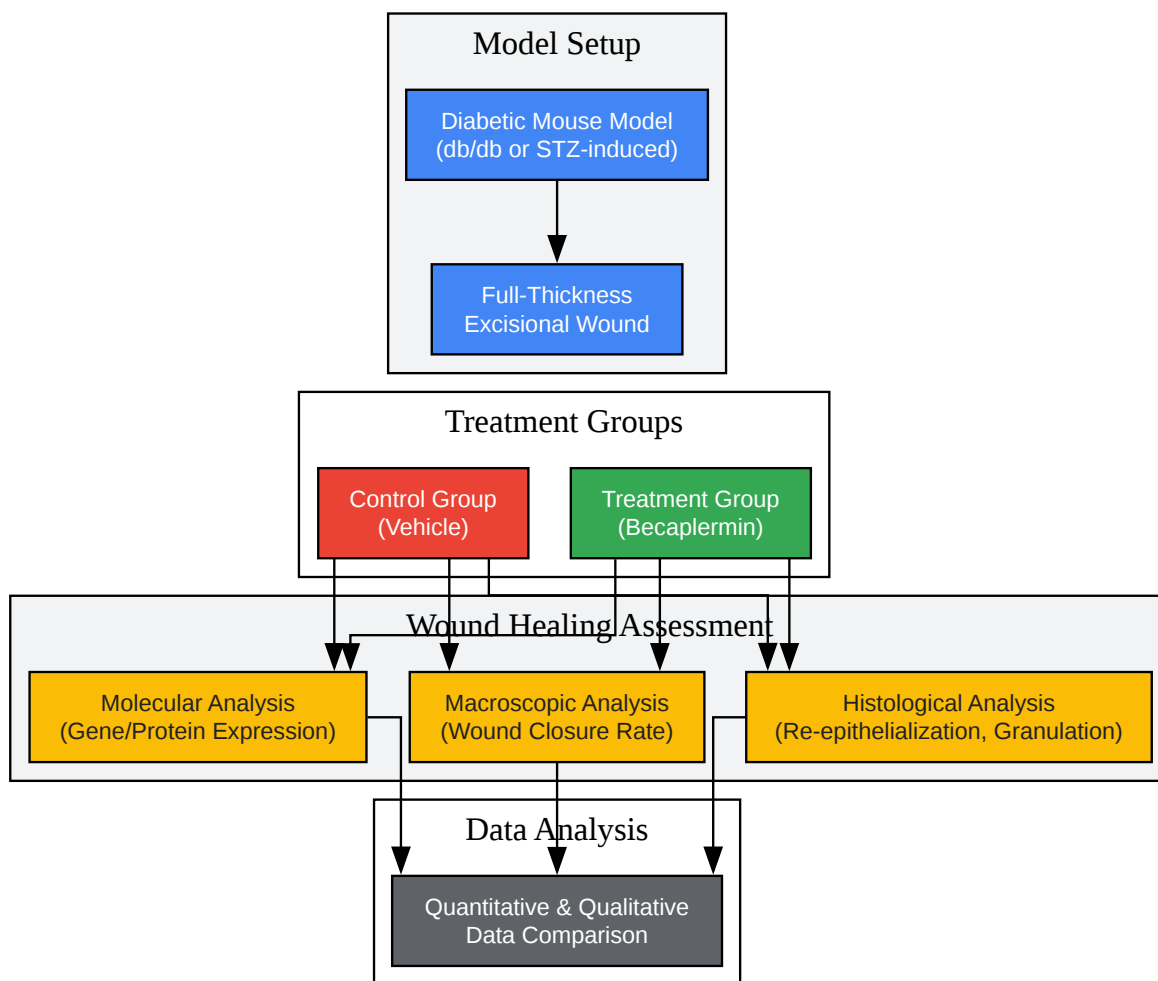 Model Setup
Diabetic Mouse Model
(db/db or STZ-induced)
Full-Thickness
Excisional Wound
Treatment Groups
Control Group
(Vehicle)
Treatment Group
(Becaplermin)
Wound Healing Assessment
Molecular Analysis
(Gene/Protein Expression)
Macroscopic Analysis
(Wound Closure Rate)
Histological Analysis
(Re-epithelialization, Granulation)
Data Analysis
Quantitative & Qualitative
Data Comparison